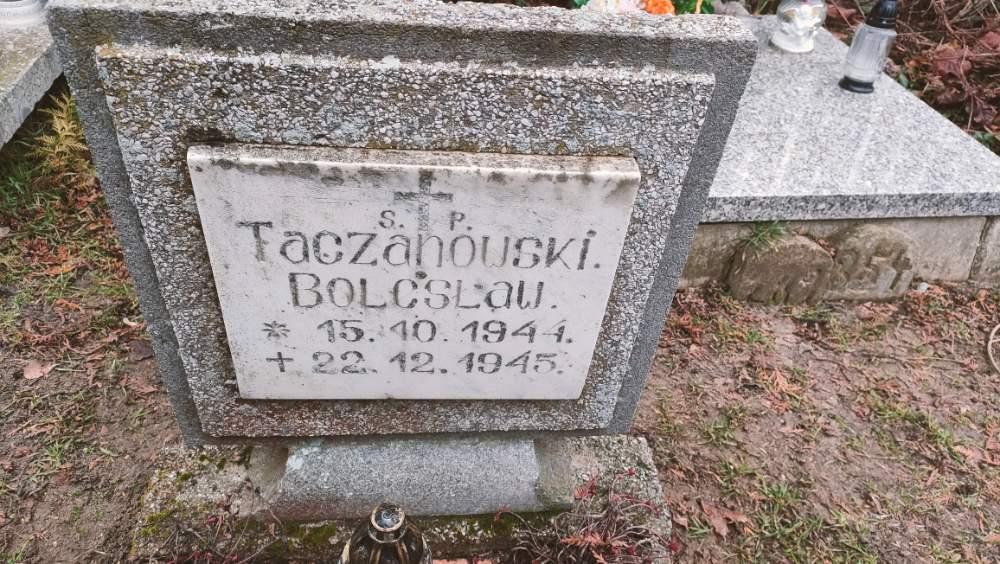 S. P.
Taczanowski.
BOLESŁAW.
* 15. 10. 1944.
+ 22. 12. 1945.